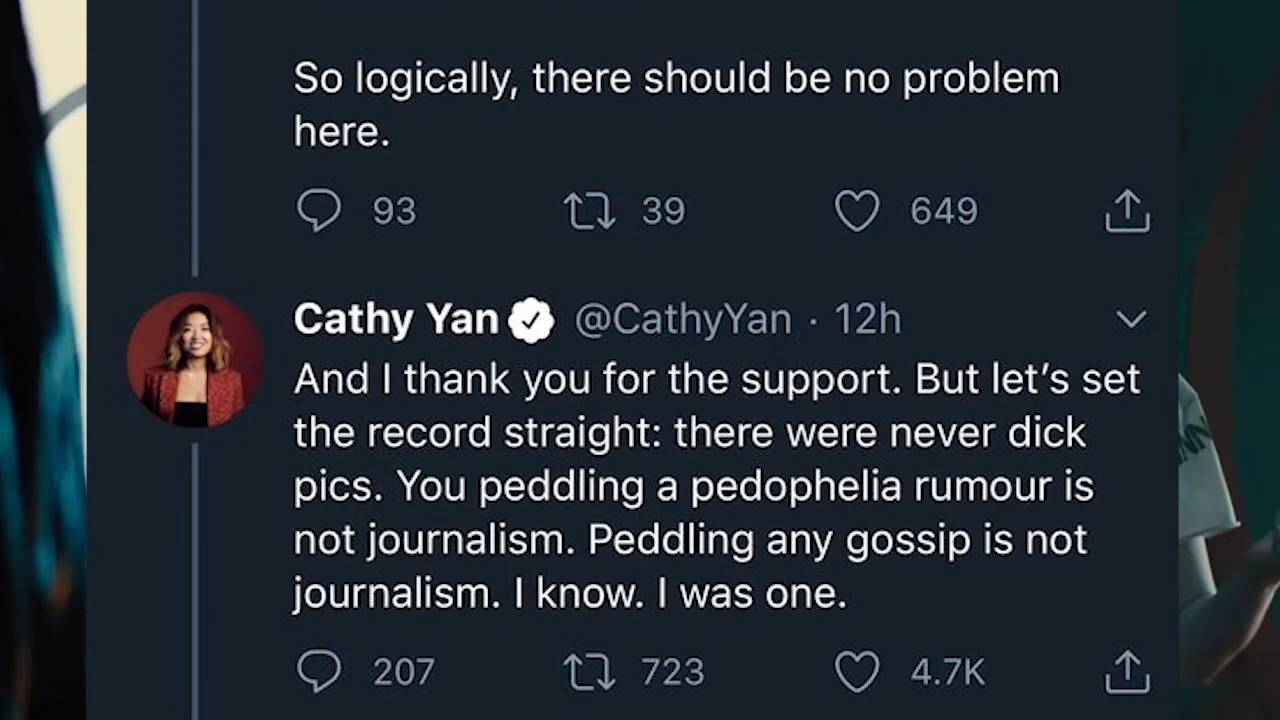 So logically, there should be no problem
here.
93 39 649
Cathy Yan @CathyYan · 12h
And I thank you for the support. But let’s set
the record straight: there were never dick
pics. You peddling a pedophelia rumour is
not journalism. Peddling any gossip is not
journalism. I know. I was one.
207 723 4.7K